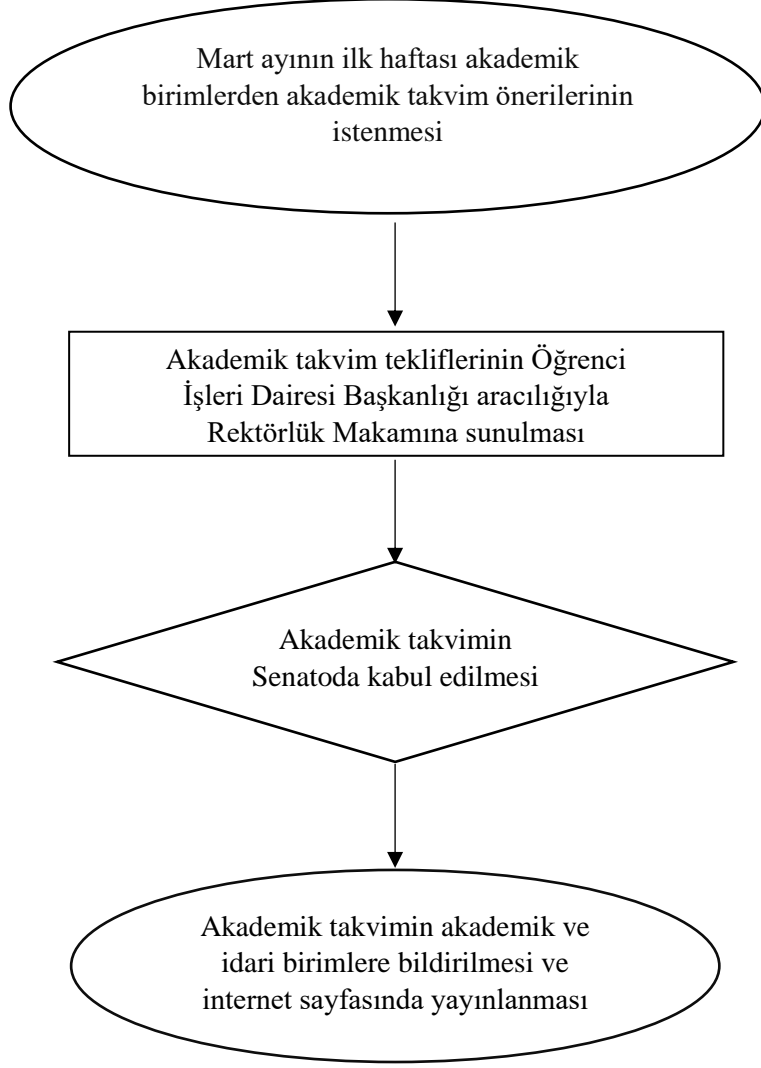 Mart ayının ilk haftası akademik
birimlerden akademik takvim önerilerinin
istenmesi
Akademik takvim tekliflerinin Öğrenci
İşleri Dairesi Başkanlığı aracılığıyla
Rektörlük Makamına sunulması
Akademik takvimin
Senatoda kabul edilmesi
Akademik takvimin akademik ve
idari birimlere bildirilmesi ve
internet sayfasında yayınlanması